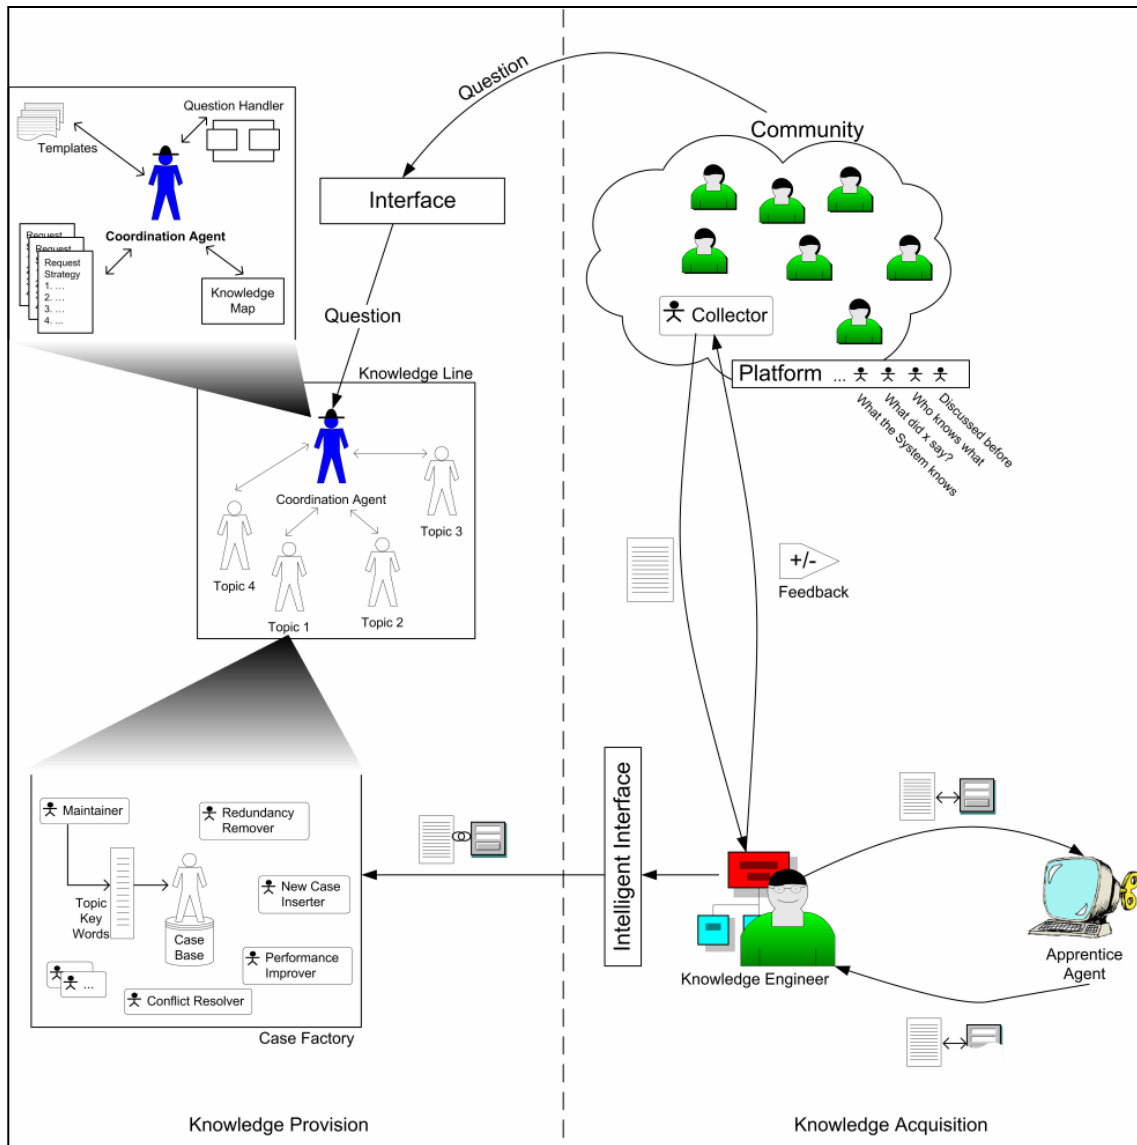 Question
Community
Question Handler
Templates
Coordination Agent
Request
Request
Request
Strategy
1. ...
2. ...
3. ...
4. ...
Knowledge
Map
Interface
Question
Collector
Platform ...
What the System knows
What did x say?
Who knows what
Discussed before
Knowledge Line
Coordination Agent
Topic 3
Topic 4
Topic 1
Topic 2
+/-
Feedback
Maintainer
Redundancy
Remover
Topic
Key
Words
Case
Base
New Case
Inserter
Performance
Improver
...
Conflict Resolver
Case Factory
Intelligent Interface
Knowledge Engineer
Apprentice
Agent
Knowledge Provision
Knowledge Acquisition